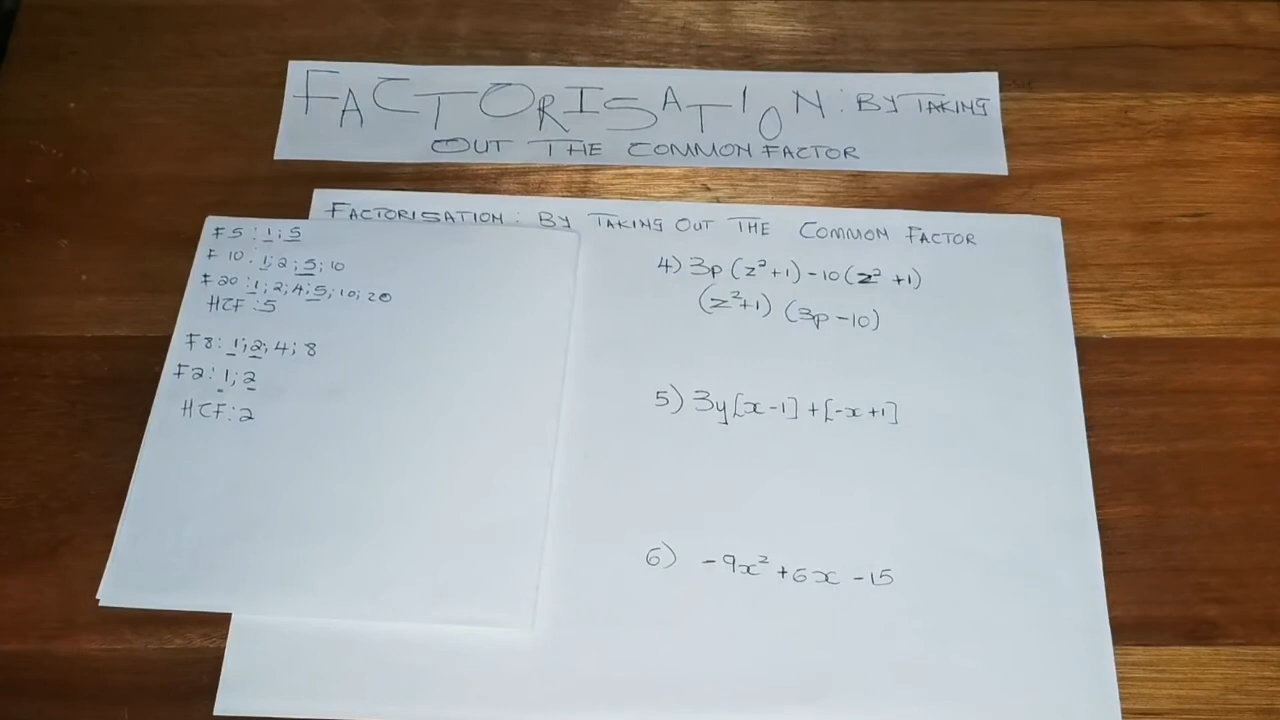 FACTORISATION: BY TAKING
OUT THE COMMON FACTOR
FACTORISATION: BY TAKING OUT THE COMMON FACTOR
F5: 1; 5
F10: 1; 2; 5; 10
F20: 1; 2; 4; 5; 10; 20
HCF: 5
F8: 1; 2; 4; 8
F2: 1; 2
HCF: 2
4) 3p(z²+1) - 10(z²+1)
(z²+1) (3p-10)
5) 3y[x-1] + [-x+1]
6) -9x² + 6x - 15